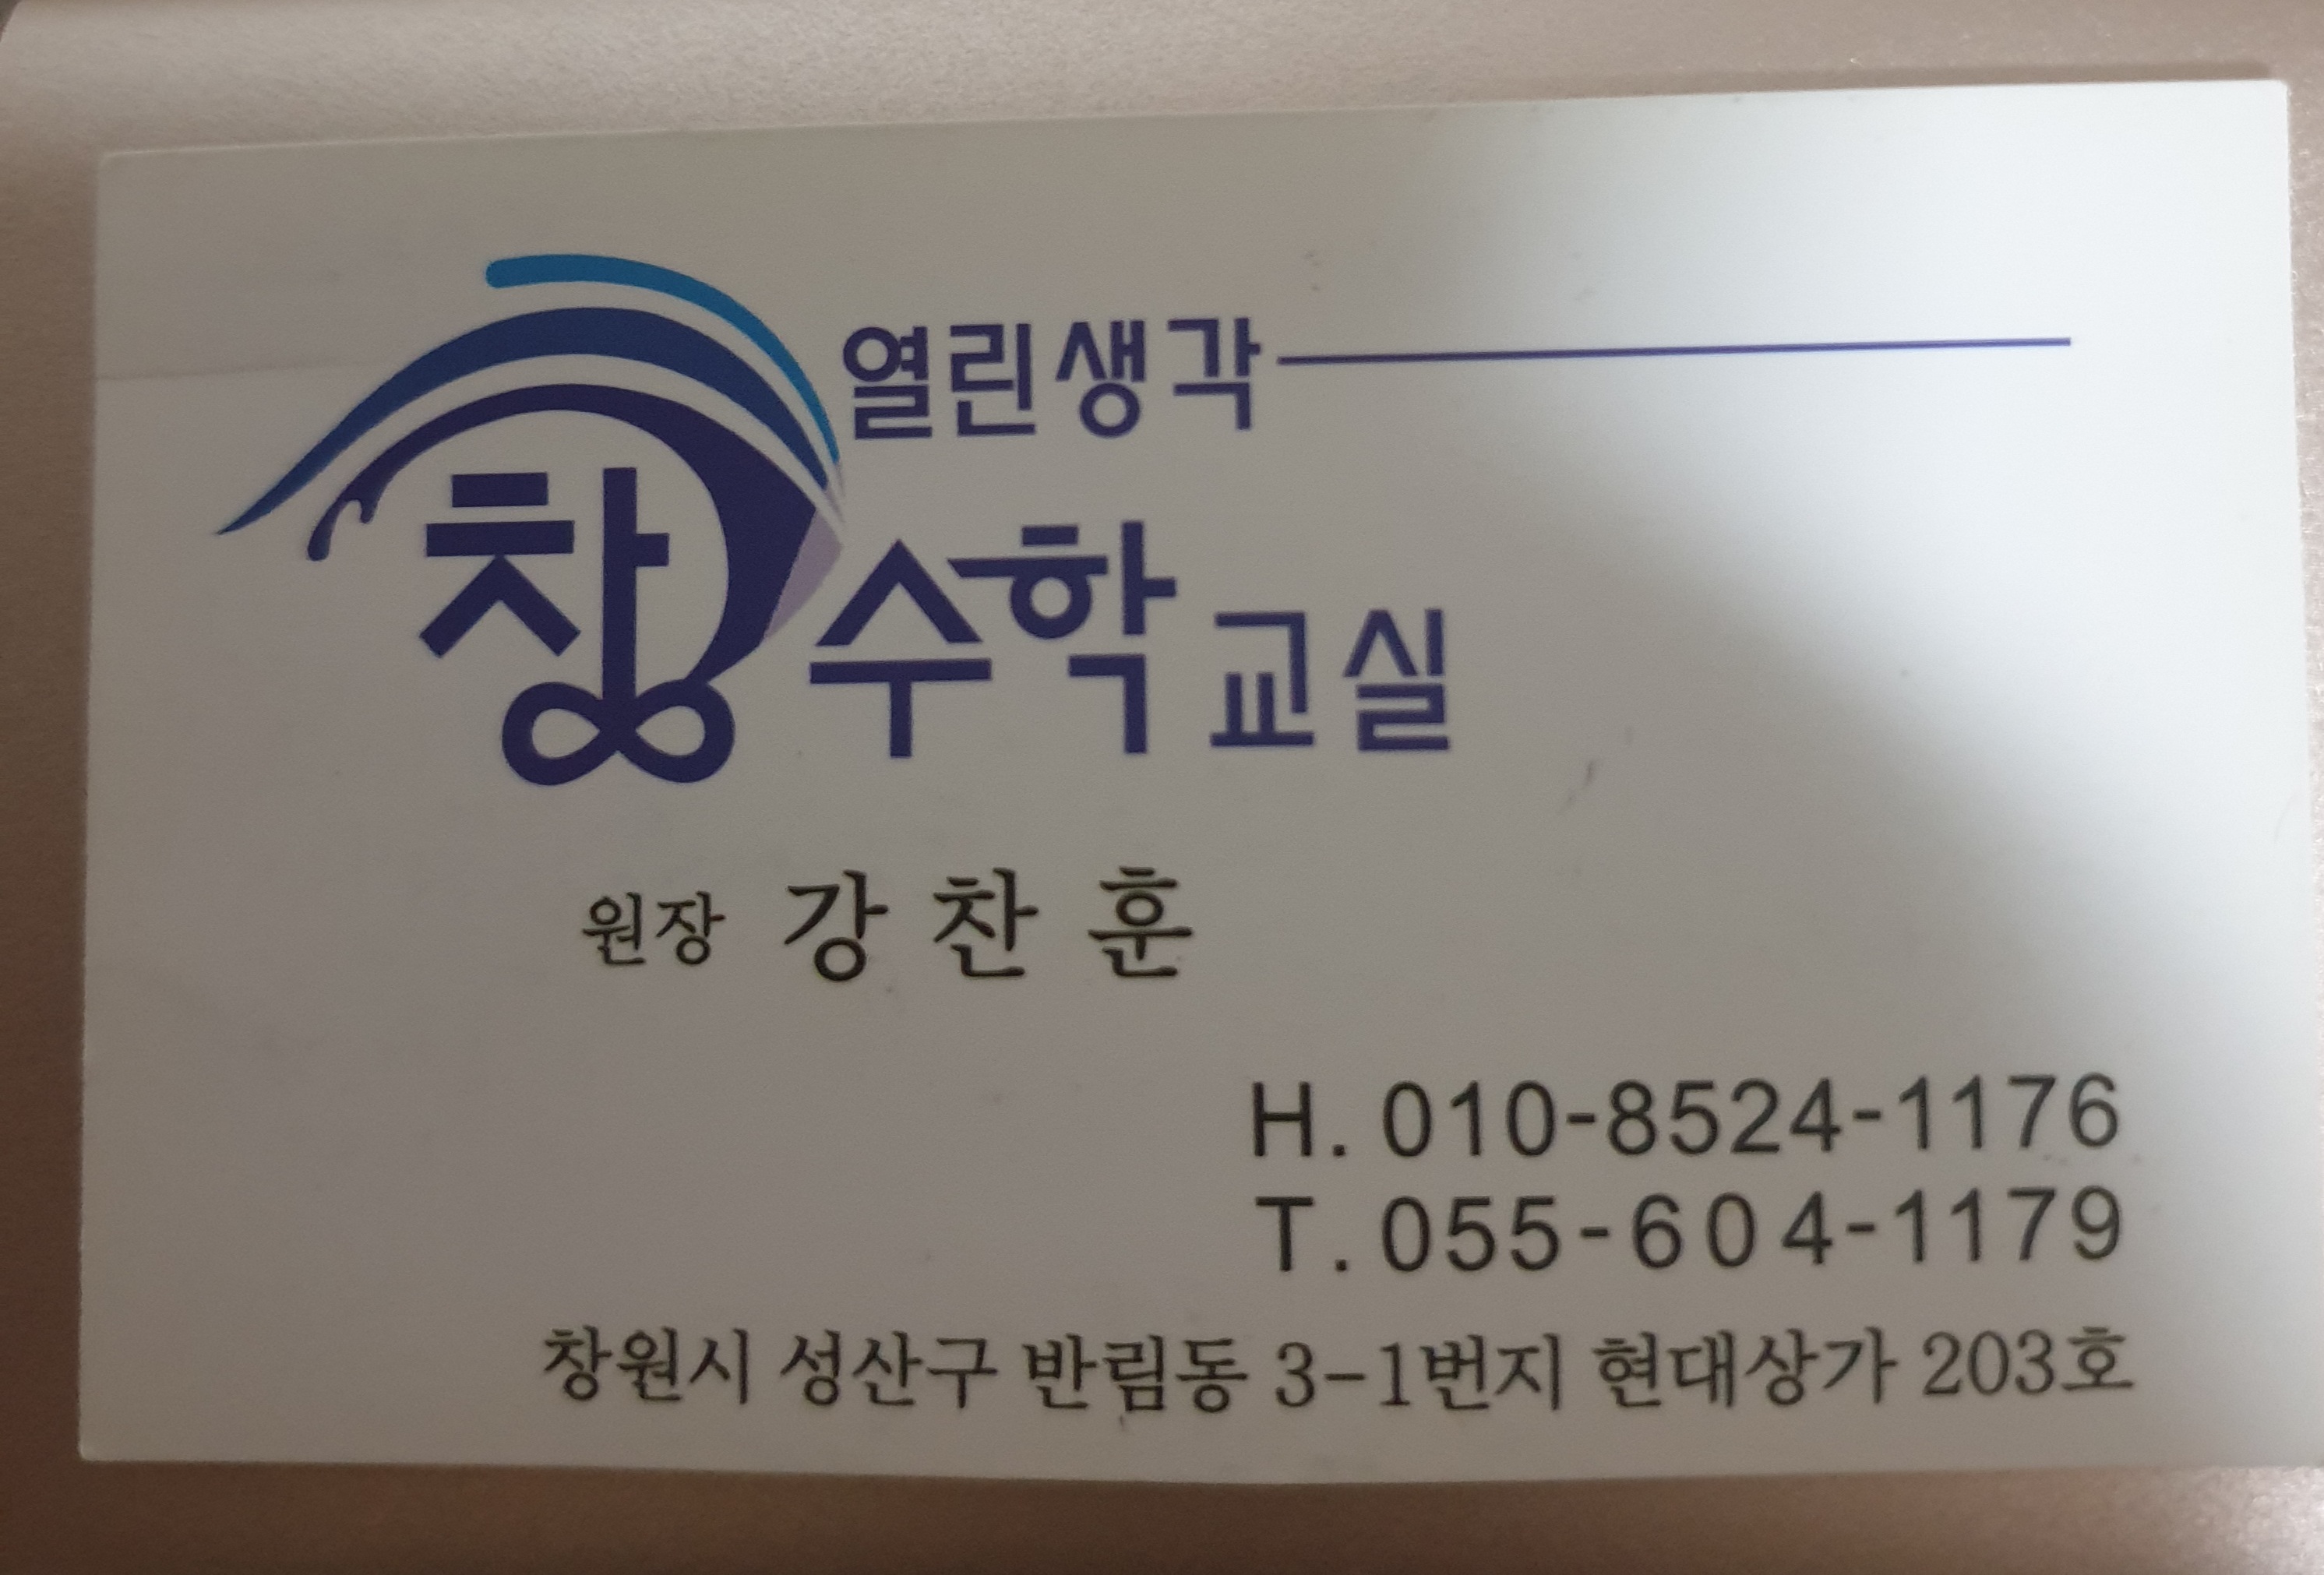 열린생각
창수학교실
원장 강찬훈
H. 010-8524-1176
T. 055-604-1179
창원시 성산구 반림동 3-1번지 현대상가 203호